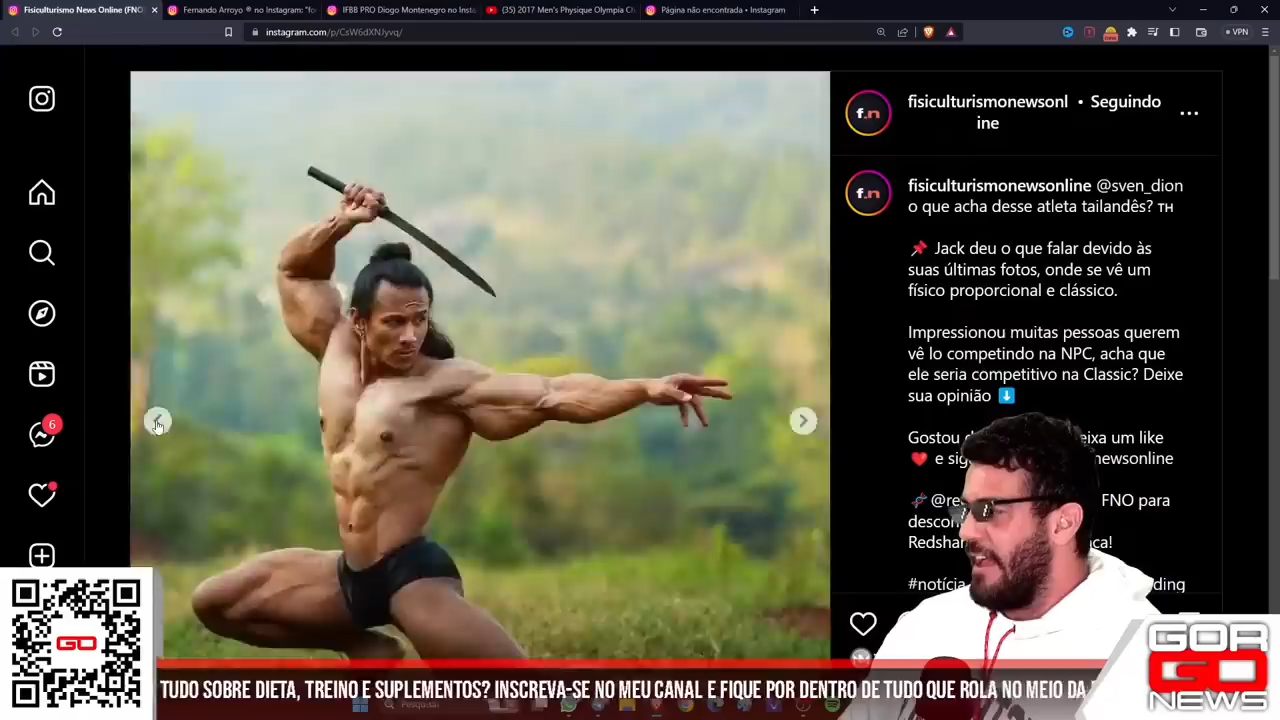 Fisiculturismo News Online (FNO)
Fernando Arroyo ® no Instagram: "fo
IFBB PRO Diogo Montenegro no Insta
(35) 2017 Men's Physique Olympia Ch
Página não encontrada • Instagram
instagram.com/p/CsW6dXNJyvq/
VPN
fisiculturismonewsonl • Seguindo
ine
fisiculturismonewsonline @sven_dion
o que acha desse atleta tailandês? TH
📌 Jack deu o que falar devido às
suas últimas fotos, onde se vê um
físico proporcional e clássico.
Impressionou muitas pessoas querem
vê lo competindo na NPC, acha que
ele seria competitivo na Classic? Deixe
sua opinião ⬇️
Gostou eixa um like
❤️ e newsonline
FNO para
Redshar
#notícia
6
f.n
f.n
GO
TUDO SOBRE DIETA, TREINO E SUPLEMENTOS? INSCREVA-SE NO MEU CANAL E FIQUE POR DENTRO DE TUDO QUE ROLA NO MEIO DA
GOR
GO
NEWS
Pesquisar